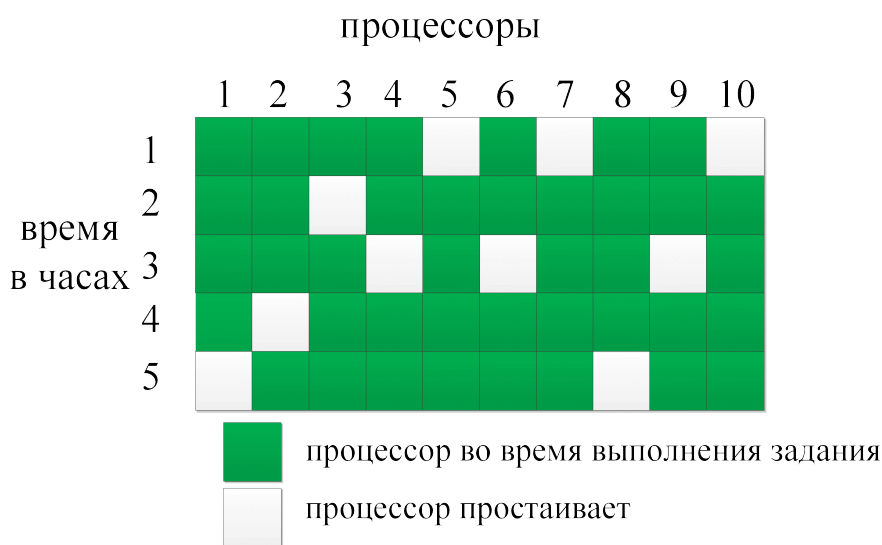 процессоры
1 2 3 4 5 6 7 8 9 10
1
2
время
в часах
3
4
5
процессор во время выполнения задания
процессор простаивает